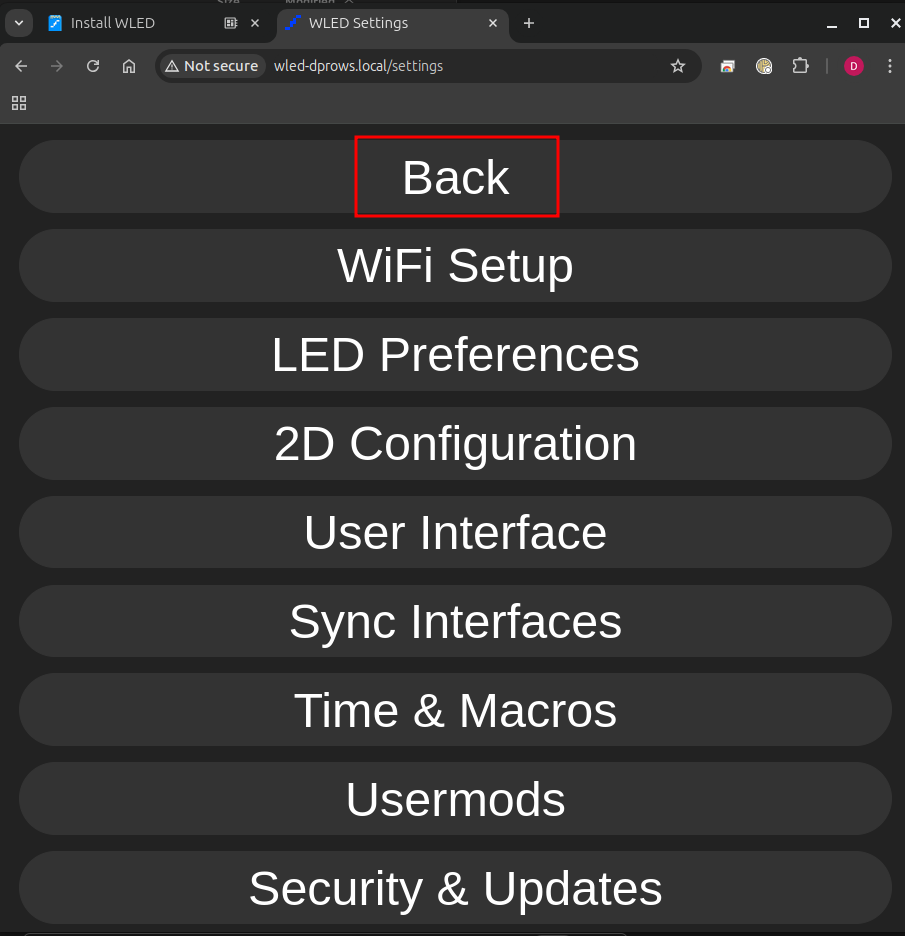 Install WLED
WLED Settings
Not secure
wled-dprows.local/settings
D
Back
WiFi Setup
LED Preferences
2D Configuration
User Interface
Sync Interfaces
Time & Macros
Usermods
Security & Updates